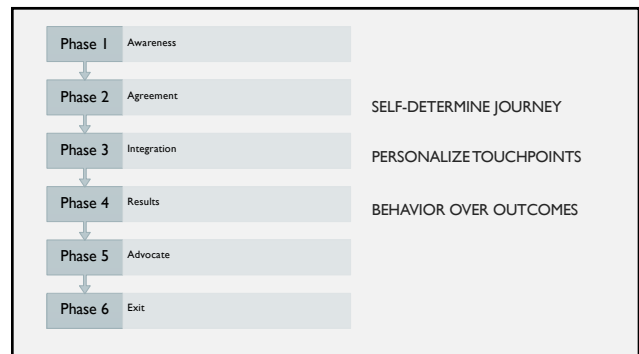 Phase 1 Awareness
Phase 2 Agreement
Phase 3 Integration
Phase 4 Results
Phase 5 Advocate
Phase 6 Exit
SELF-DETERMINE JOURNEY
PERSONALIZE TOUCHPOINTS
BEHAVIOR OVER OUTCOMES